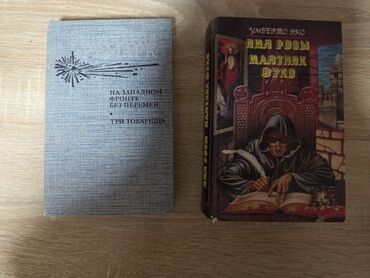 НА ЗАПАДНОМ
ФРОНТЕ
БЕЗ ПЕРЕМЕН
•
ТРИ ТОВАРИЩА
УМБЕРТО ЭКО
ИМЯ РОЗЫ
МАЯТНИК
ФУКО